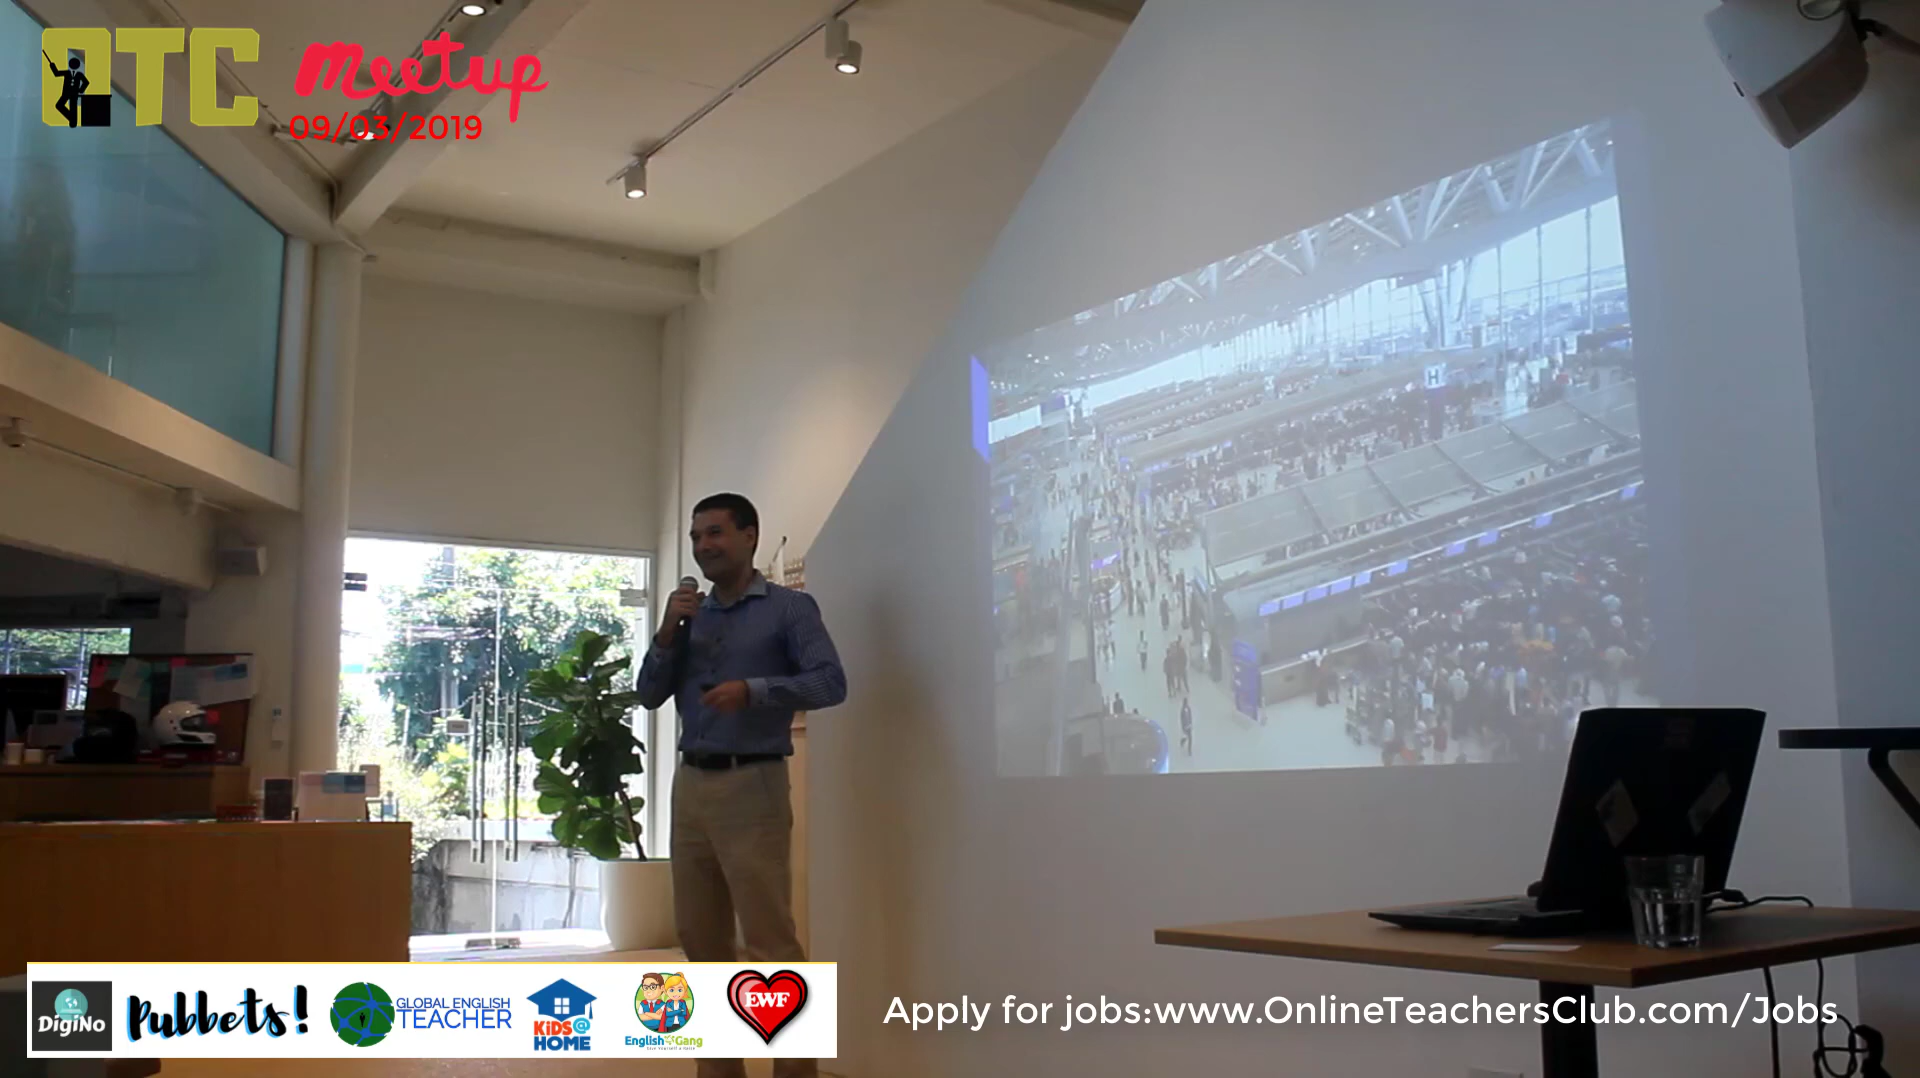 OTC meetup
09/03/2019
H
DigiNo
Pubbets!
GLOBAL ENGLISH
TEACHER
KiDS@
HOME
English Gang
EWF
Apply for jobs:www.OnlineTeachersClub.com/Jobs